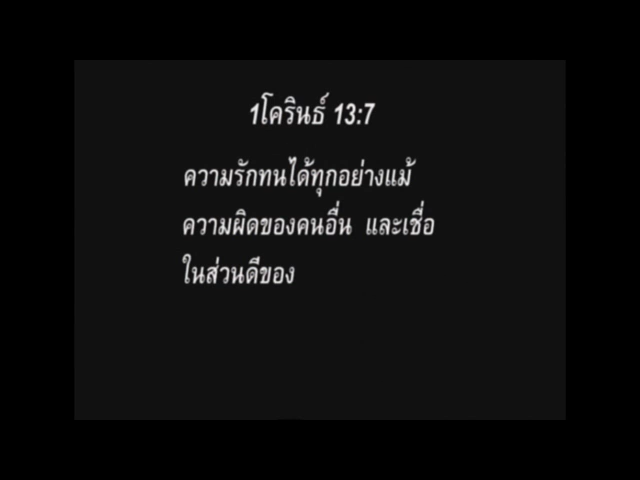 1โครินธ์ 13:7
ความรักทนได้ทุกอย่างแม้
ความผิดของคนอื่น และเชื่อ
ในส่วนดีของ